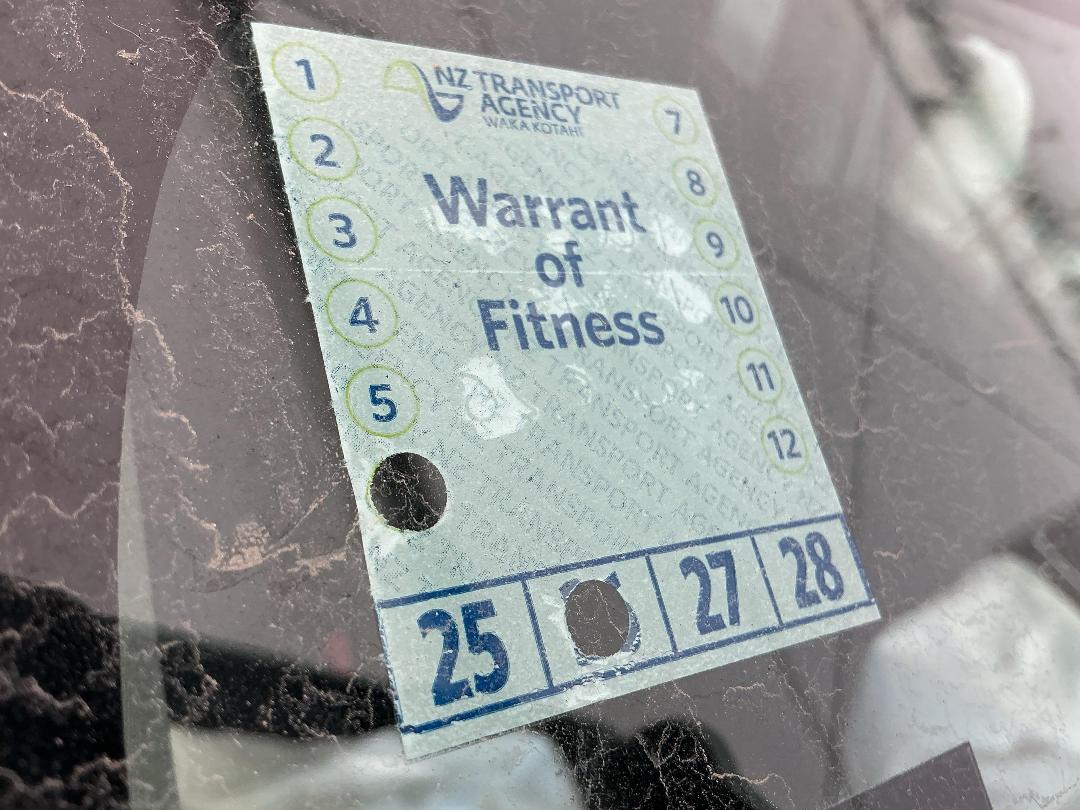 NZ TRANSPORT
AGENCY
WAKA KOTAHI
Warrant
of
Fitness
1
2
3
4
5
7
8
9
10
11
12
25
27
28